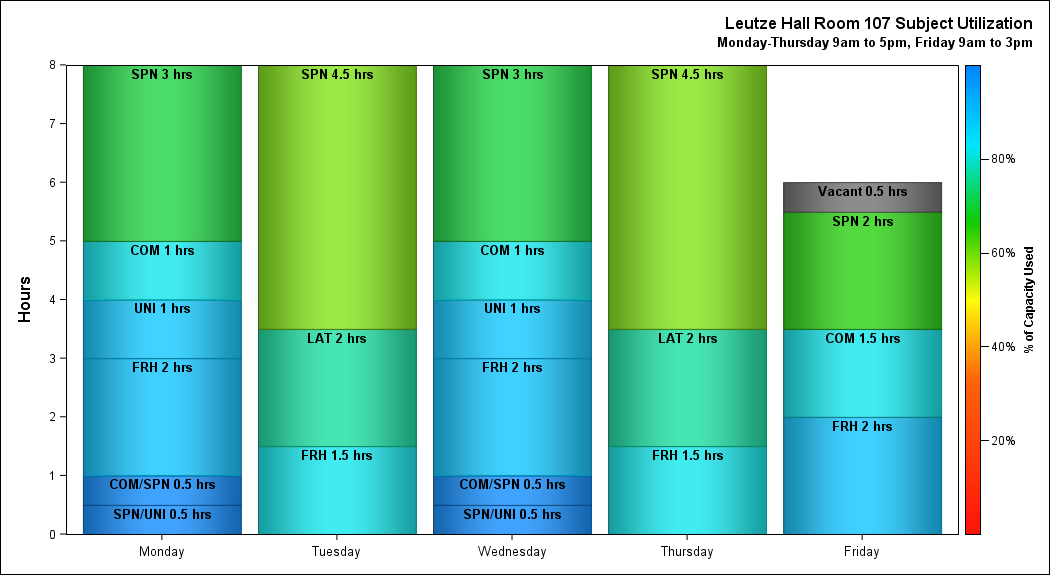 Leutze Hall Room 107 Subject Utilization
Monday-Thursday 9am to 5pm, Friday 9am to 3pm
Hours
8
7
6
5
4
3
2
1
0
SPN 3 hrs
COM 1 hrs
UNI 1 hrs
FRH 2 hrs
COM/SPN 0.5 hrs
SPN/UNI 0.5 hrs
SPN 4.5 hrs
LAT 2 hrs
FRH 1.5 hrs
SPN 3 hrs
COM 1 hrs
UNI 1 hrs
FRH 2 hrs
COM/SPN 0.5 hrs
SPN/UNI 0.5 hrs
SPN 4.5 hrs
LAT 2 hrs
FRH 1.5 hrs
Vacant 0.5 hrs
SPN 2 hrs
COM 1.5 hrs
FRH 2 hrs
Monday Tuesday Wednesday Thursday Friday
80%
60%
40%
20%
% of Capacity Used